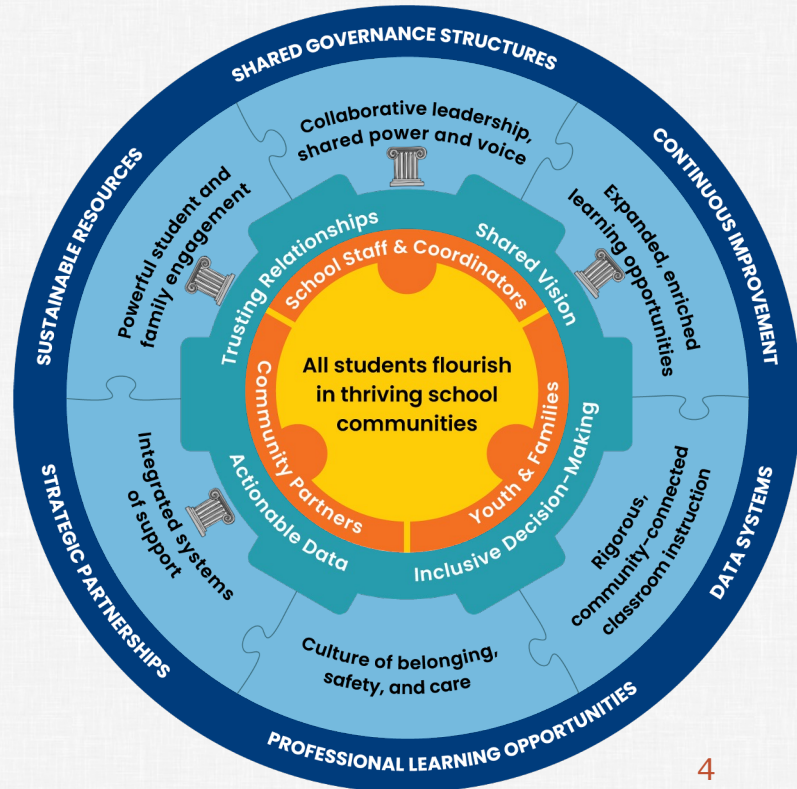 SHARED GOVERNANCE STRUCTURES
CONTINUOUS IMPROVEMENT
DATA SYSTEMS
PROFESSIONAL LEARNING OPPORTUNITIES
STRATEGIC PARTNERSHIPS
SUSTAINABLE RESOURCES
Collaborative leadership,
shared power and voice
Expanded, enriched
learning opportunities
Rigorous,
community-connected
classroom instruction
Culture of belonging,
safety, and care
Integrated systems
of support
Powerful student and
family engagement
Trusting Relationships
Shared Vision
Inclusive Decision-Making
Actionable Data
School Staff & Coordinators
Youth & Families
Community Partners
All students flourish
in thriving school
communities
4